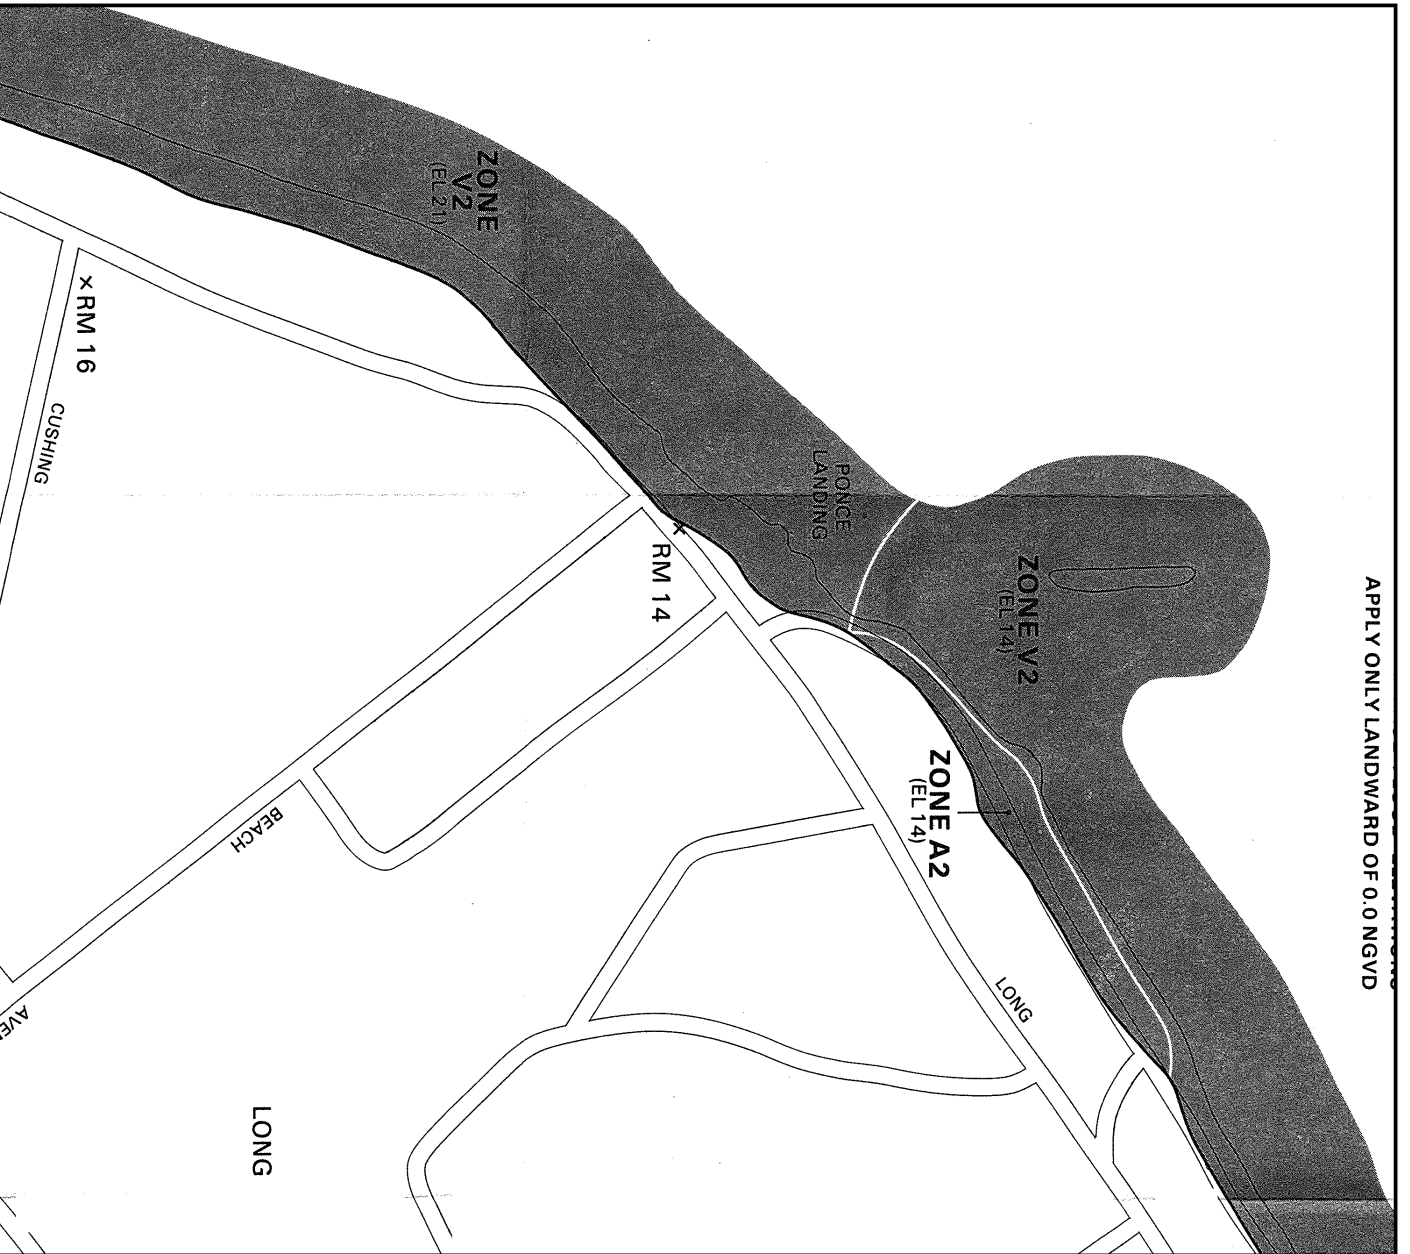 ZONE
V2
(EL 21)
× RM 16
CUSHING
PONCE
LANDING
RM 14
ZONE V2
(EL 14)
APPLY ONLY LANDWARD OF 0.0 NGVD
ZONE A2
(EL 14)
BEACH
LONG
LONG